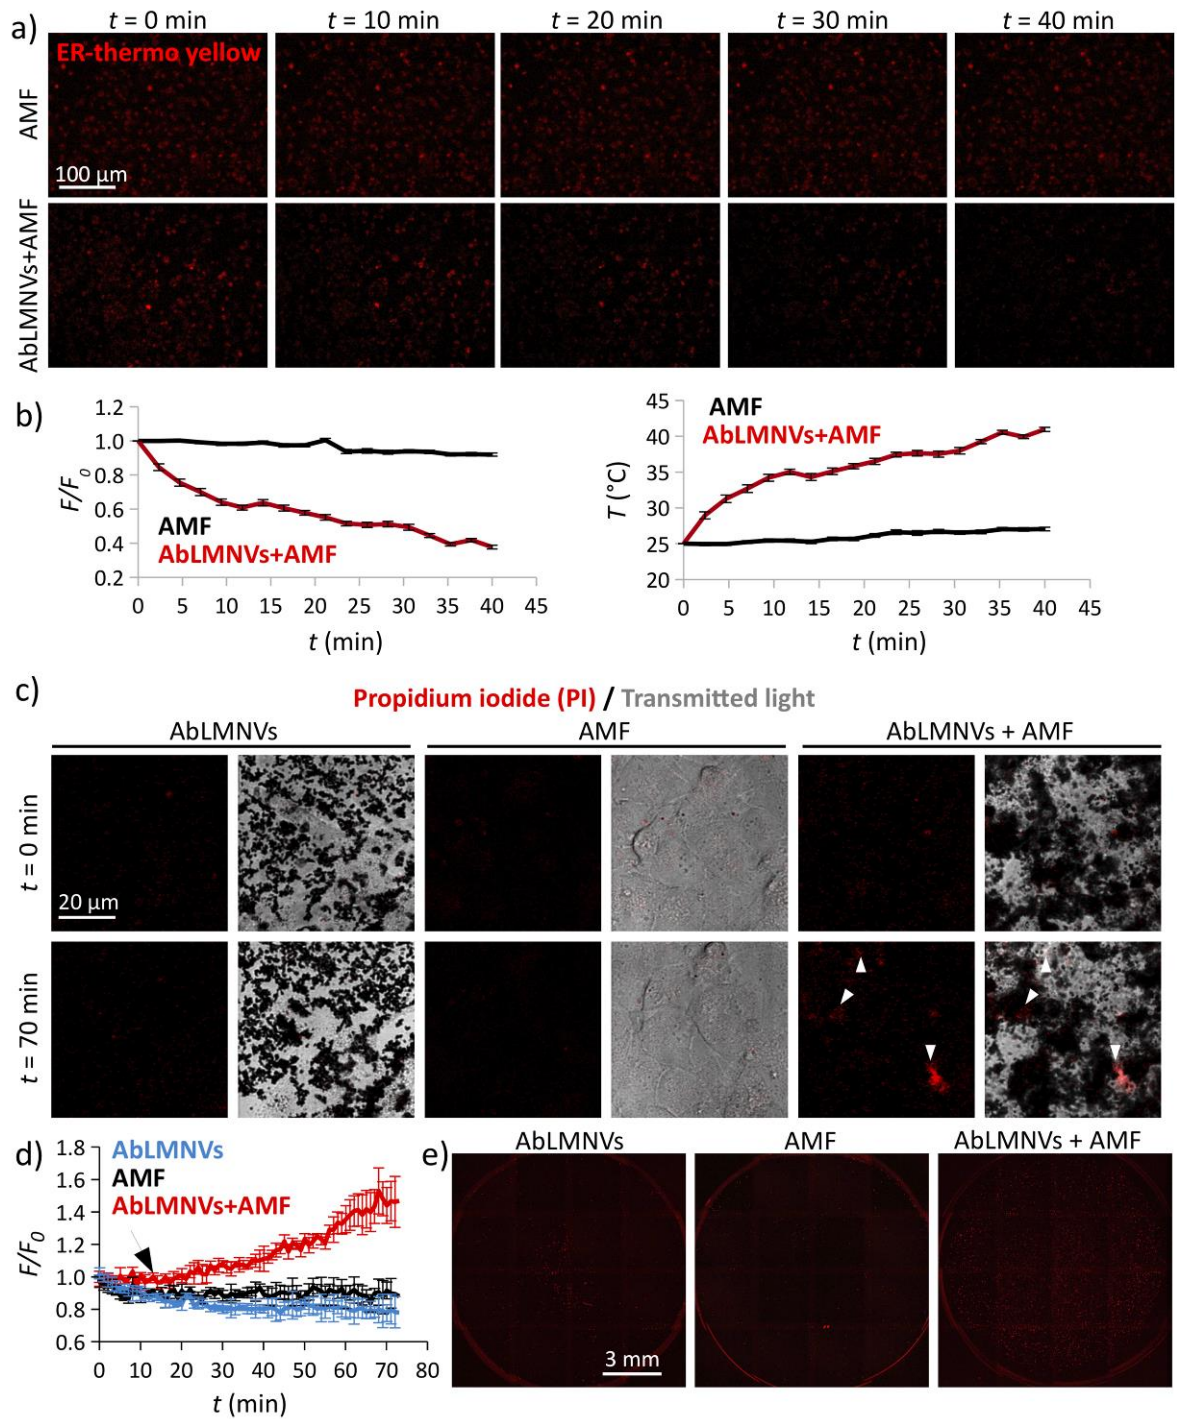 a)
t = 0 min t = 10 min t = 20 min t = 30 min t = 40 min
ER-thermo yellow
AMF
100 µm
AbLMNVs+AMF
b)
1.2
1.0
0.8
0.6
0.4
0.2
F/F0
AMF
AbLMNVs+AMF
0 5 10 15 20 25 30 35 40 45
t (min)
45
40
35
30
25
20
T (°C)
AMF
AbLMNVs+AMF
0 5 10 15 20 25 30 35 40 45
t (min)
c)
Propidium iodide (PI) / Transmitted light
AbLMNVs AMF AbLMNVs + AMF
t = 0 min
20 µm
t = 70 min
d)
1.8
1.6
1.4
1.2
1.0
0.8
0.6
F/F0
AbLMNVs
AMF
AbLMNVs+AMF
0 10 20 30 40 50 60 70 80
t (min)
e)
AbLMNVs AMF AbLMNVs + AMF
3 mm